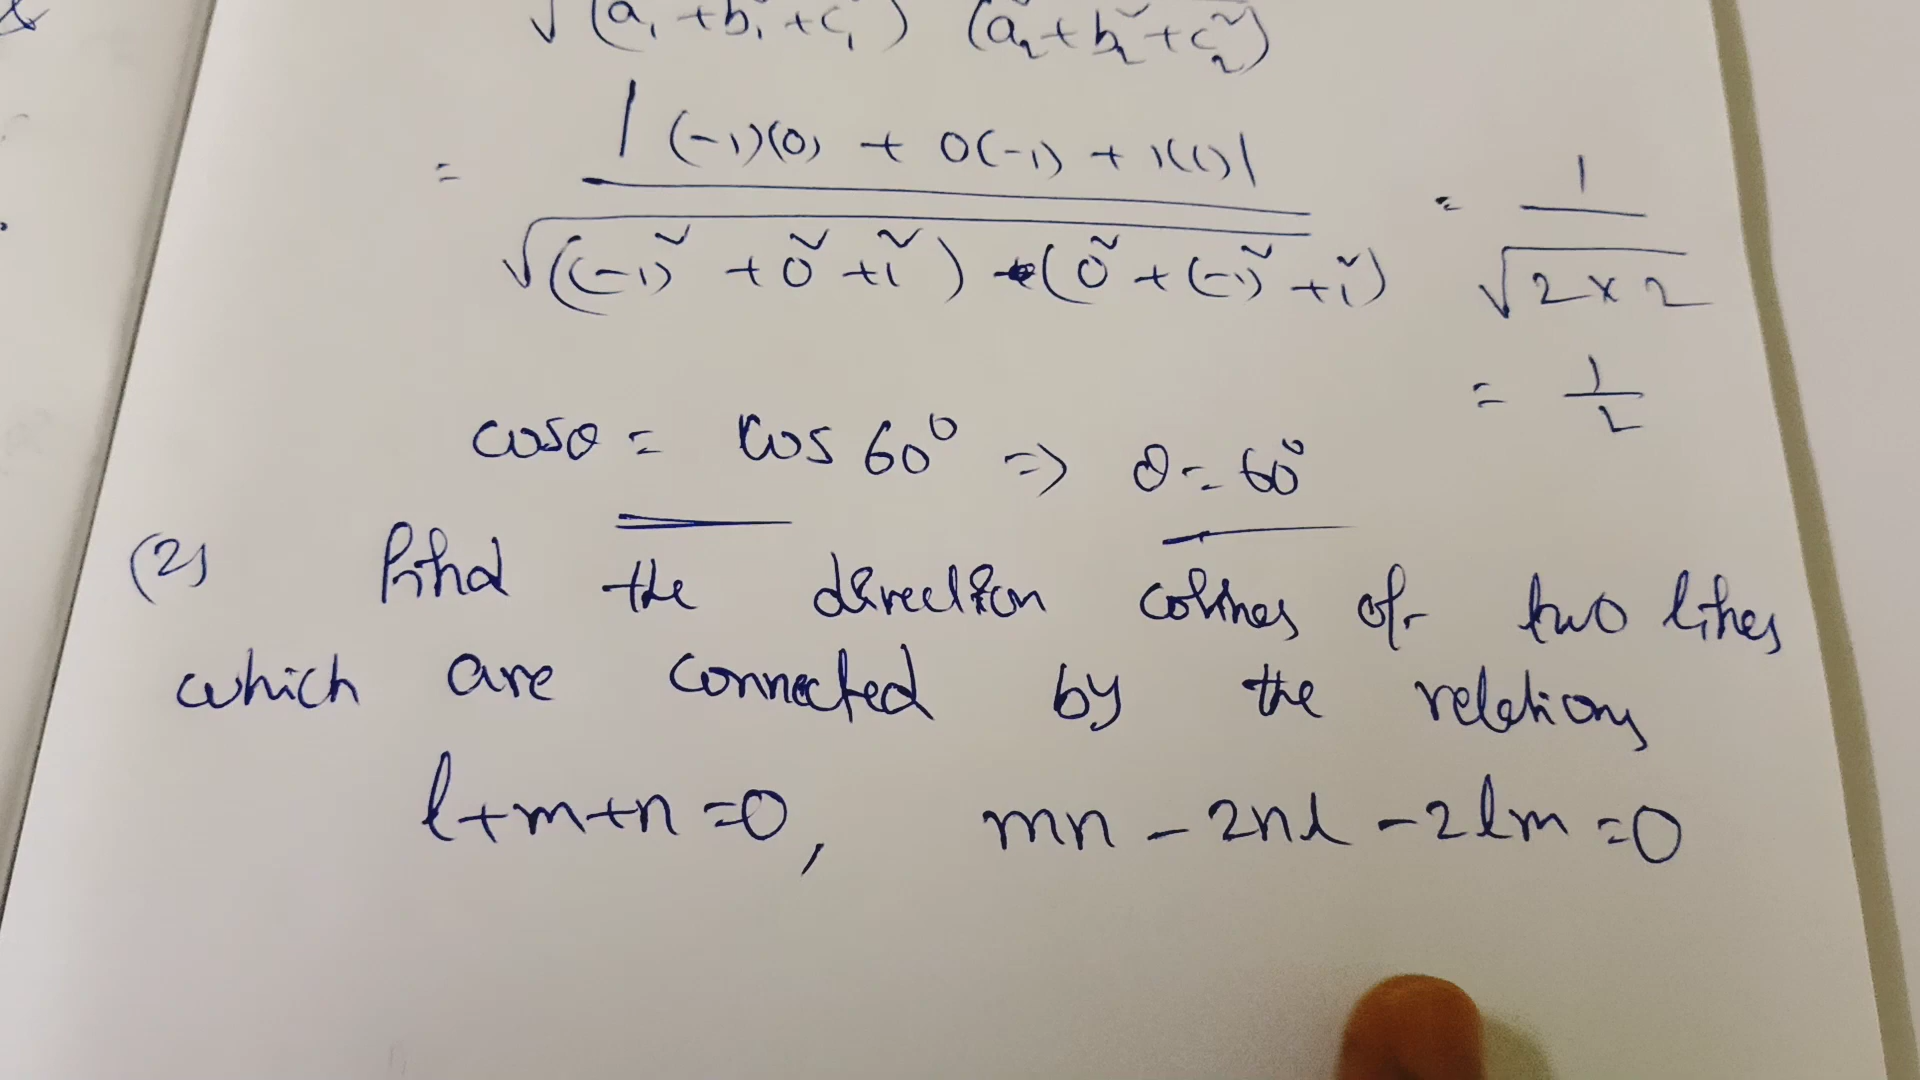 √(a₁²+b₁²+c₁²) (a₂²+b₂²+c₂²)
= |(-1)(0) + 0(-1) + 1(1)| / √((-1)² + 0² + 1²) (0² + (-1)² + 1²) = 1 / √2×2
= 1/2
cosθ = cos 60° ⇒ θ = 60°
(2) Find the direction cosines of two lines
which are connected by the relations
l+m+n=0, mn - 2nl - 2lm = 0